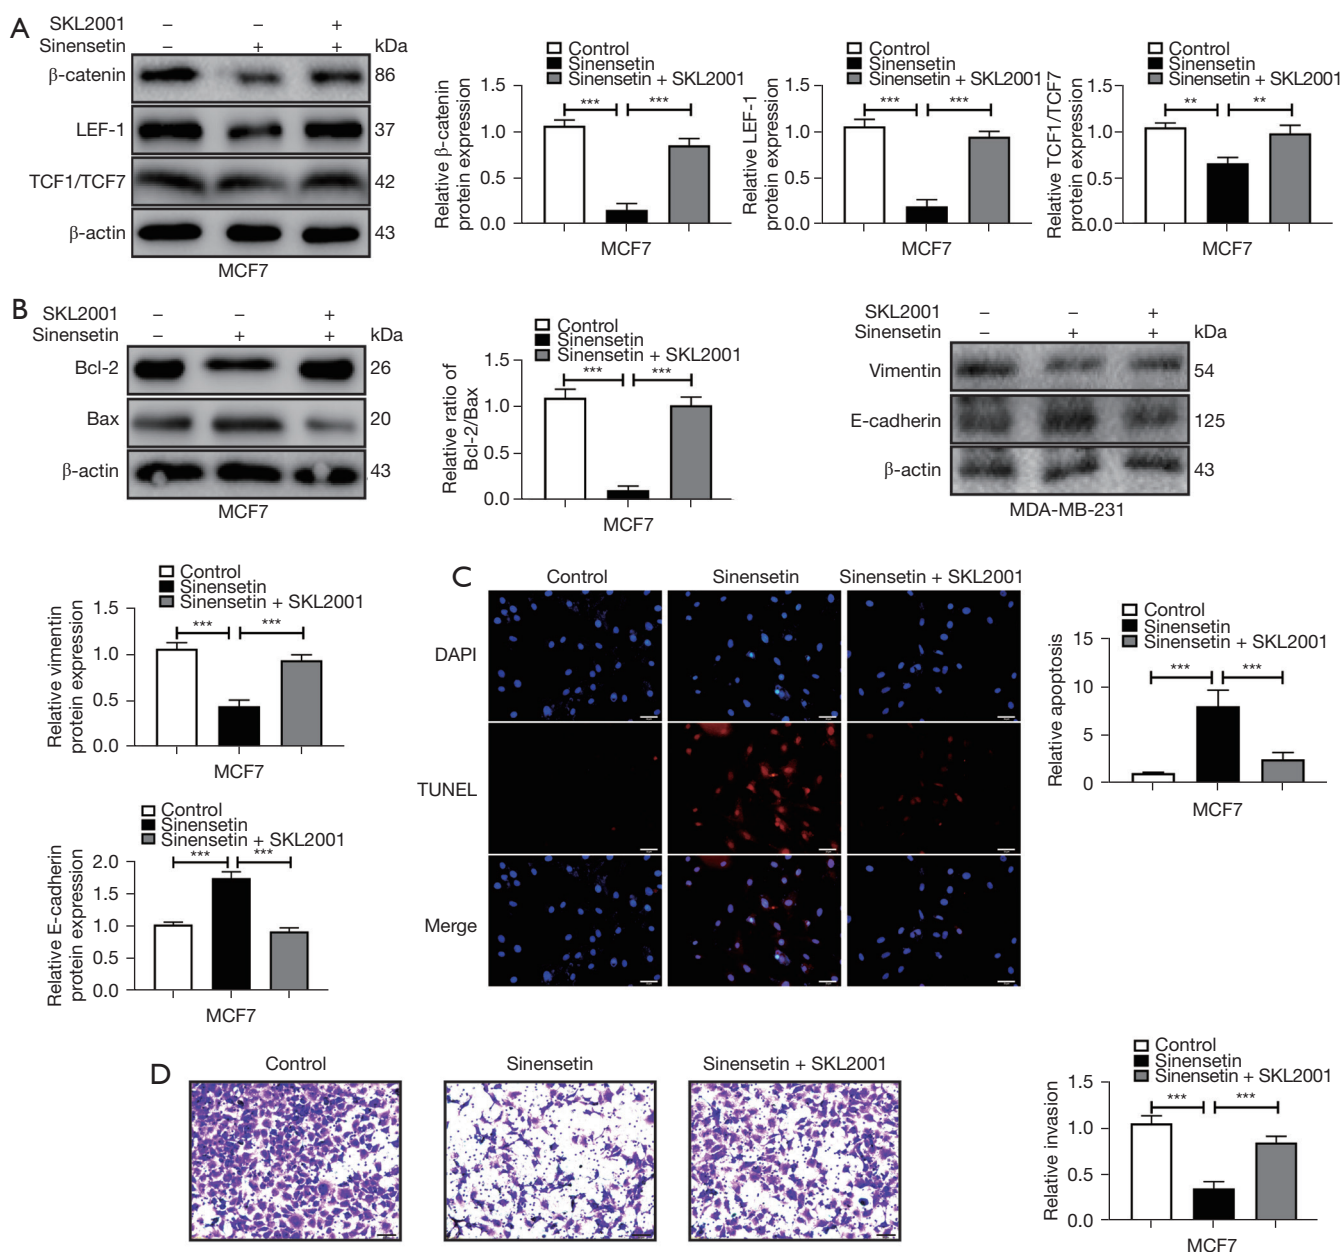 A
SKL2001 – – +
Sinensetin – + + kDa
β-catenin 86
LEF-1 37
TCF1/TCF7 42
β-actin 43
MCF7
Control
Sinensetin
Sinensetin + SKL2001
Relative β-catenin
protein expression
1.5
1.0
0.5
0.0
*** ***
MCF7
Control
Sinensetin
Sinensetin + SKL2001
Relative LEF-1
protein expression
1.5
1.0
0.5
0.0
*** ***
MCF7
Control
Sinensetin
Sinensetin + SKL2001
Relative TCF1/TCF7
protein expression
1.5
1.0
0.5
0.0
** **
MCF7
B
SKL2001 – – +
Sinensetin – + + kDa
Bcl-2 26
Bax 20
β-actin 43
MCF7
Control
Sinensetin
Sinensetin + SKL2001
Relative ratio of
Bcl-2/Bax
1.5
1.0
0.5
0.0
*** ***
MCF7
SKL2001 – – +
Sinensetin – + + kDa
Vimentin 54
E-cadherin 125
β-actin 43
MDA-MB-231
Control
Sinensetin
Sinensetin + SKL2001
Relative vimentin
protein expression
1.5
1.0
0.5
0.0
*** ***
MCF7
Control
Sinensetin
Sinensetin + SKL2001
Relative E-cadherin
protein expression
2.0
1.5
1.0
0.5
0.0
*** ***
MCF7
C
Control Sinensetin Sinensetin + SKL2001
DAPI
TUNEL
Merge
Control
Sinensetin
Sinensetin + SKL2001
Relative apoptosis
15
10
5
0
*** ***
MCF7
D
Control Sinensetin Sinensetin + SKL2001
Control
Sinensetin
Sinensetin + SKL2001
Relative invasion
1.5
1.0
0.5
0.0
*** ***
MCF7